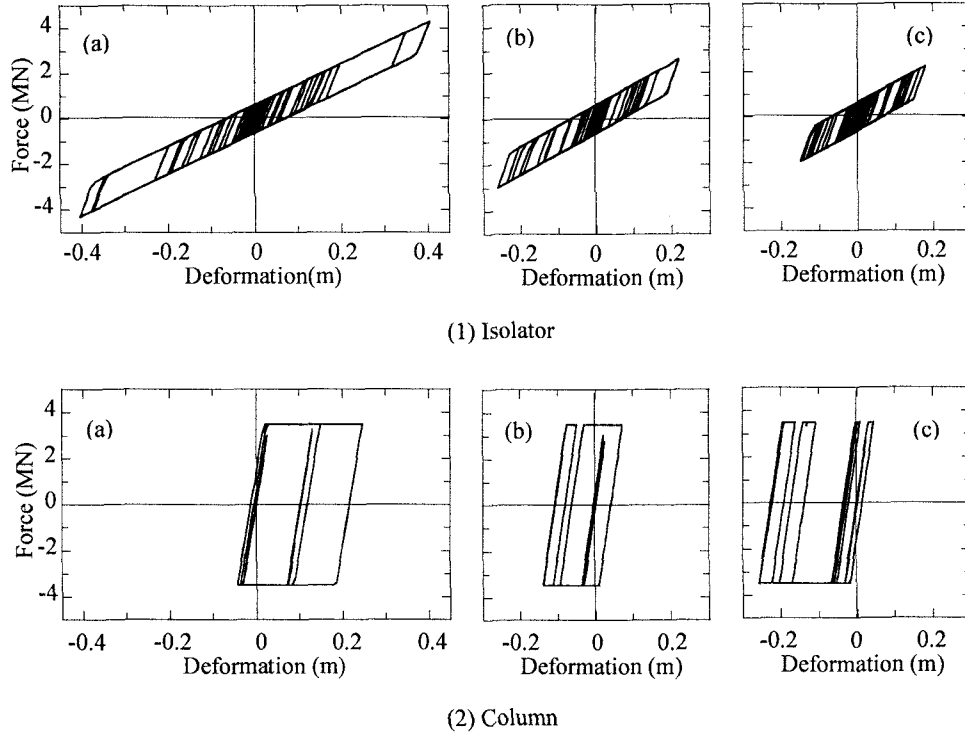 (a)
(b)
(c)
4
2
0
-2
-4
Force (MN)
-0.4 -0.2 0 0.2 0.4
-0.2 0 0.2
-0.2 0 0.2
Deformation(m)
Deformation (m)
Deformation (m)
(1) Isolator
(a)
(b)
(c)
4
2
0
-2
-4
Force (MN)
-0.4 -0.2 0 0.2 0.4
-0.2 0 0.2
-0.2 0 0.2
Deformation (m)
Deformation (m)
Deformation (m)
(2) Column